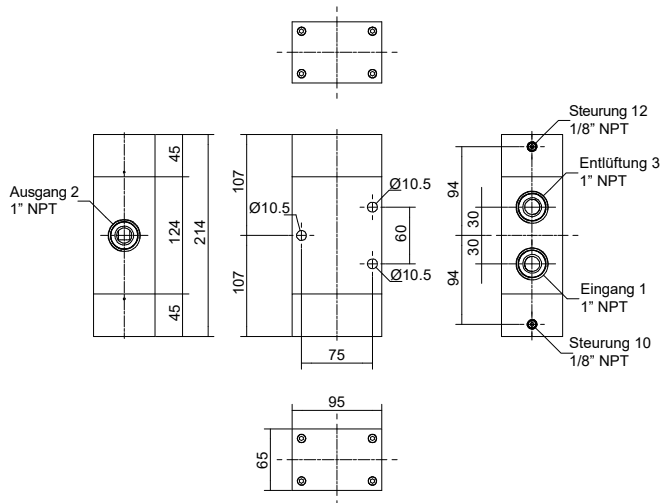 Ausgang 2
1” NPT
45
124
45
214
107
107
Ø10.5
Ø10.5
60
Ø10.5
75
95
65
94
94
30
30
Steurung 12
1/8” NPT
Entlüftung 3
1” NPT
Eingang 1
1” NPT
Steurung 10
1/8” NPT